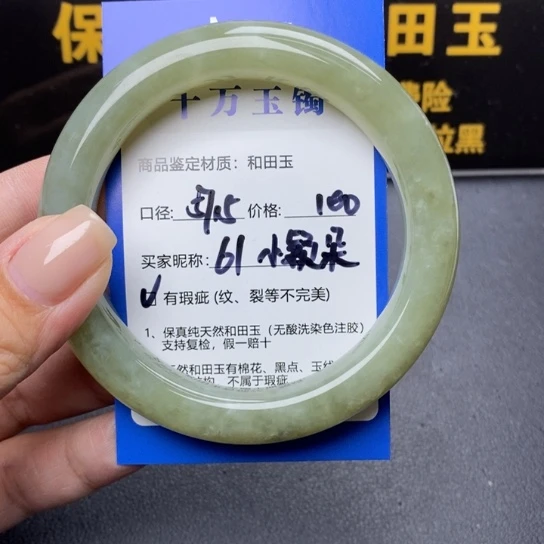 保
田玉
险
黑
十万玉镯
商品鉴定材质：和田玉
口径: 57.5 价格: 100
买家昵称: 61 小
有瑕疵 (纹、裂等不完美)
1、保真纯天然和田玉（无酸洗染色注胶）
支持复检，假一赔十
然和田玉有棉花、黑点、玉
不属于瑕疵